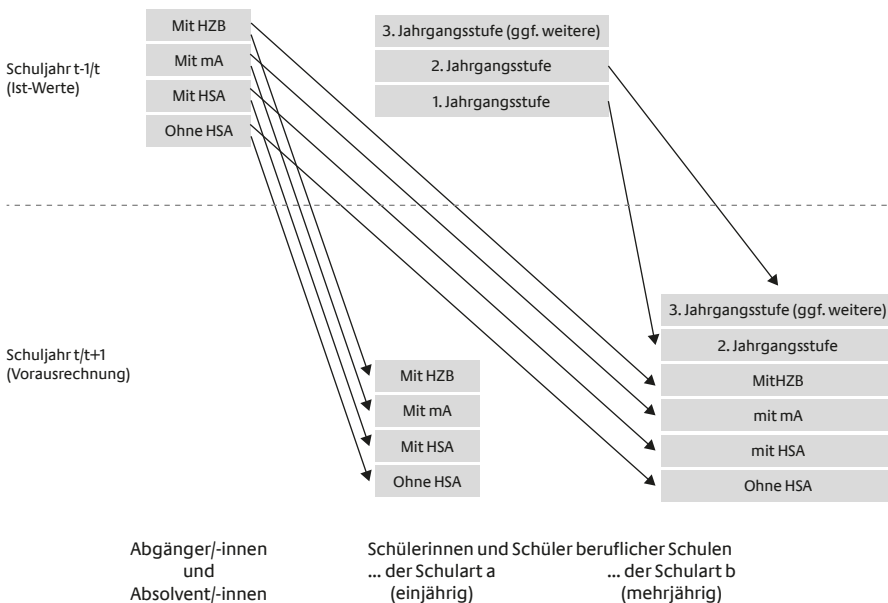 Mit HZB
Mit mA
Mit HSA
Ohne HSA
Schuljahr t-1/t
(Ist-Werte)
3. Jahrgangsstufe (ggf. weitere)
2. Jahrgangsstufe
1. Jahrgangsstufe
Schuljahr t/t+1
(Vorausrechnung)
Mit HZB
Mit mA
Mit HSA
Ohne HSA
3. Jahrgangsstufe (ggf. weitere)
2. Jahrgangsstufe
MitHZB
mit mA
mit HSA
Ohne HSA
Abgänger/-innen
und
Absolvent/-innen
Schülerinnen und Schüler beruflicher Schulen
... der Schulart a
(einjährig)
... der Schulart b
(mehrjährig)